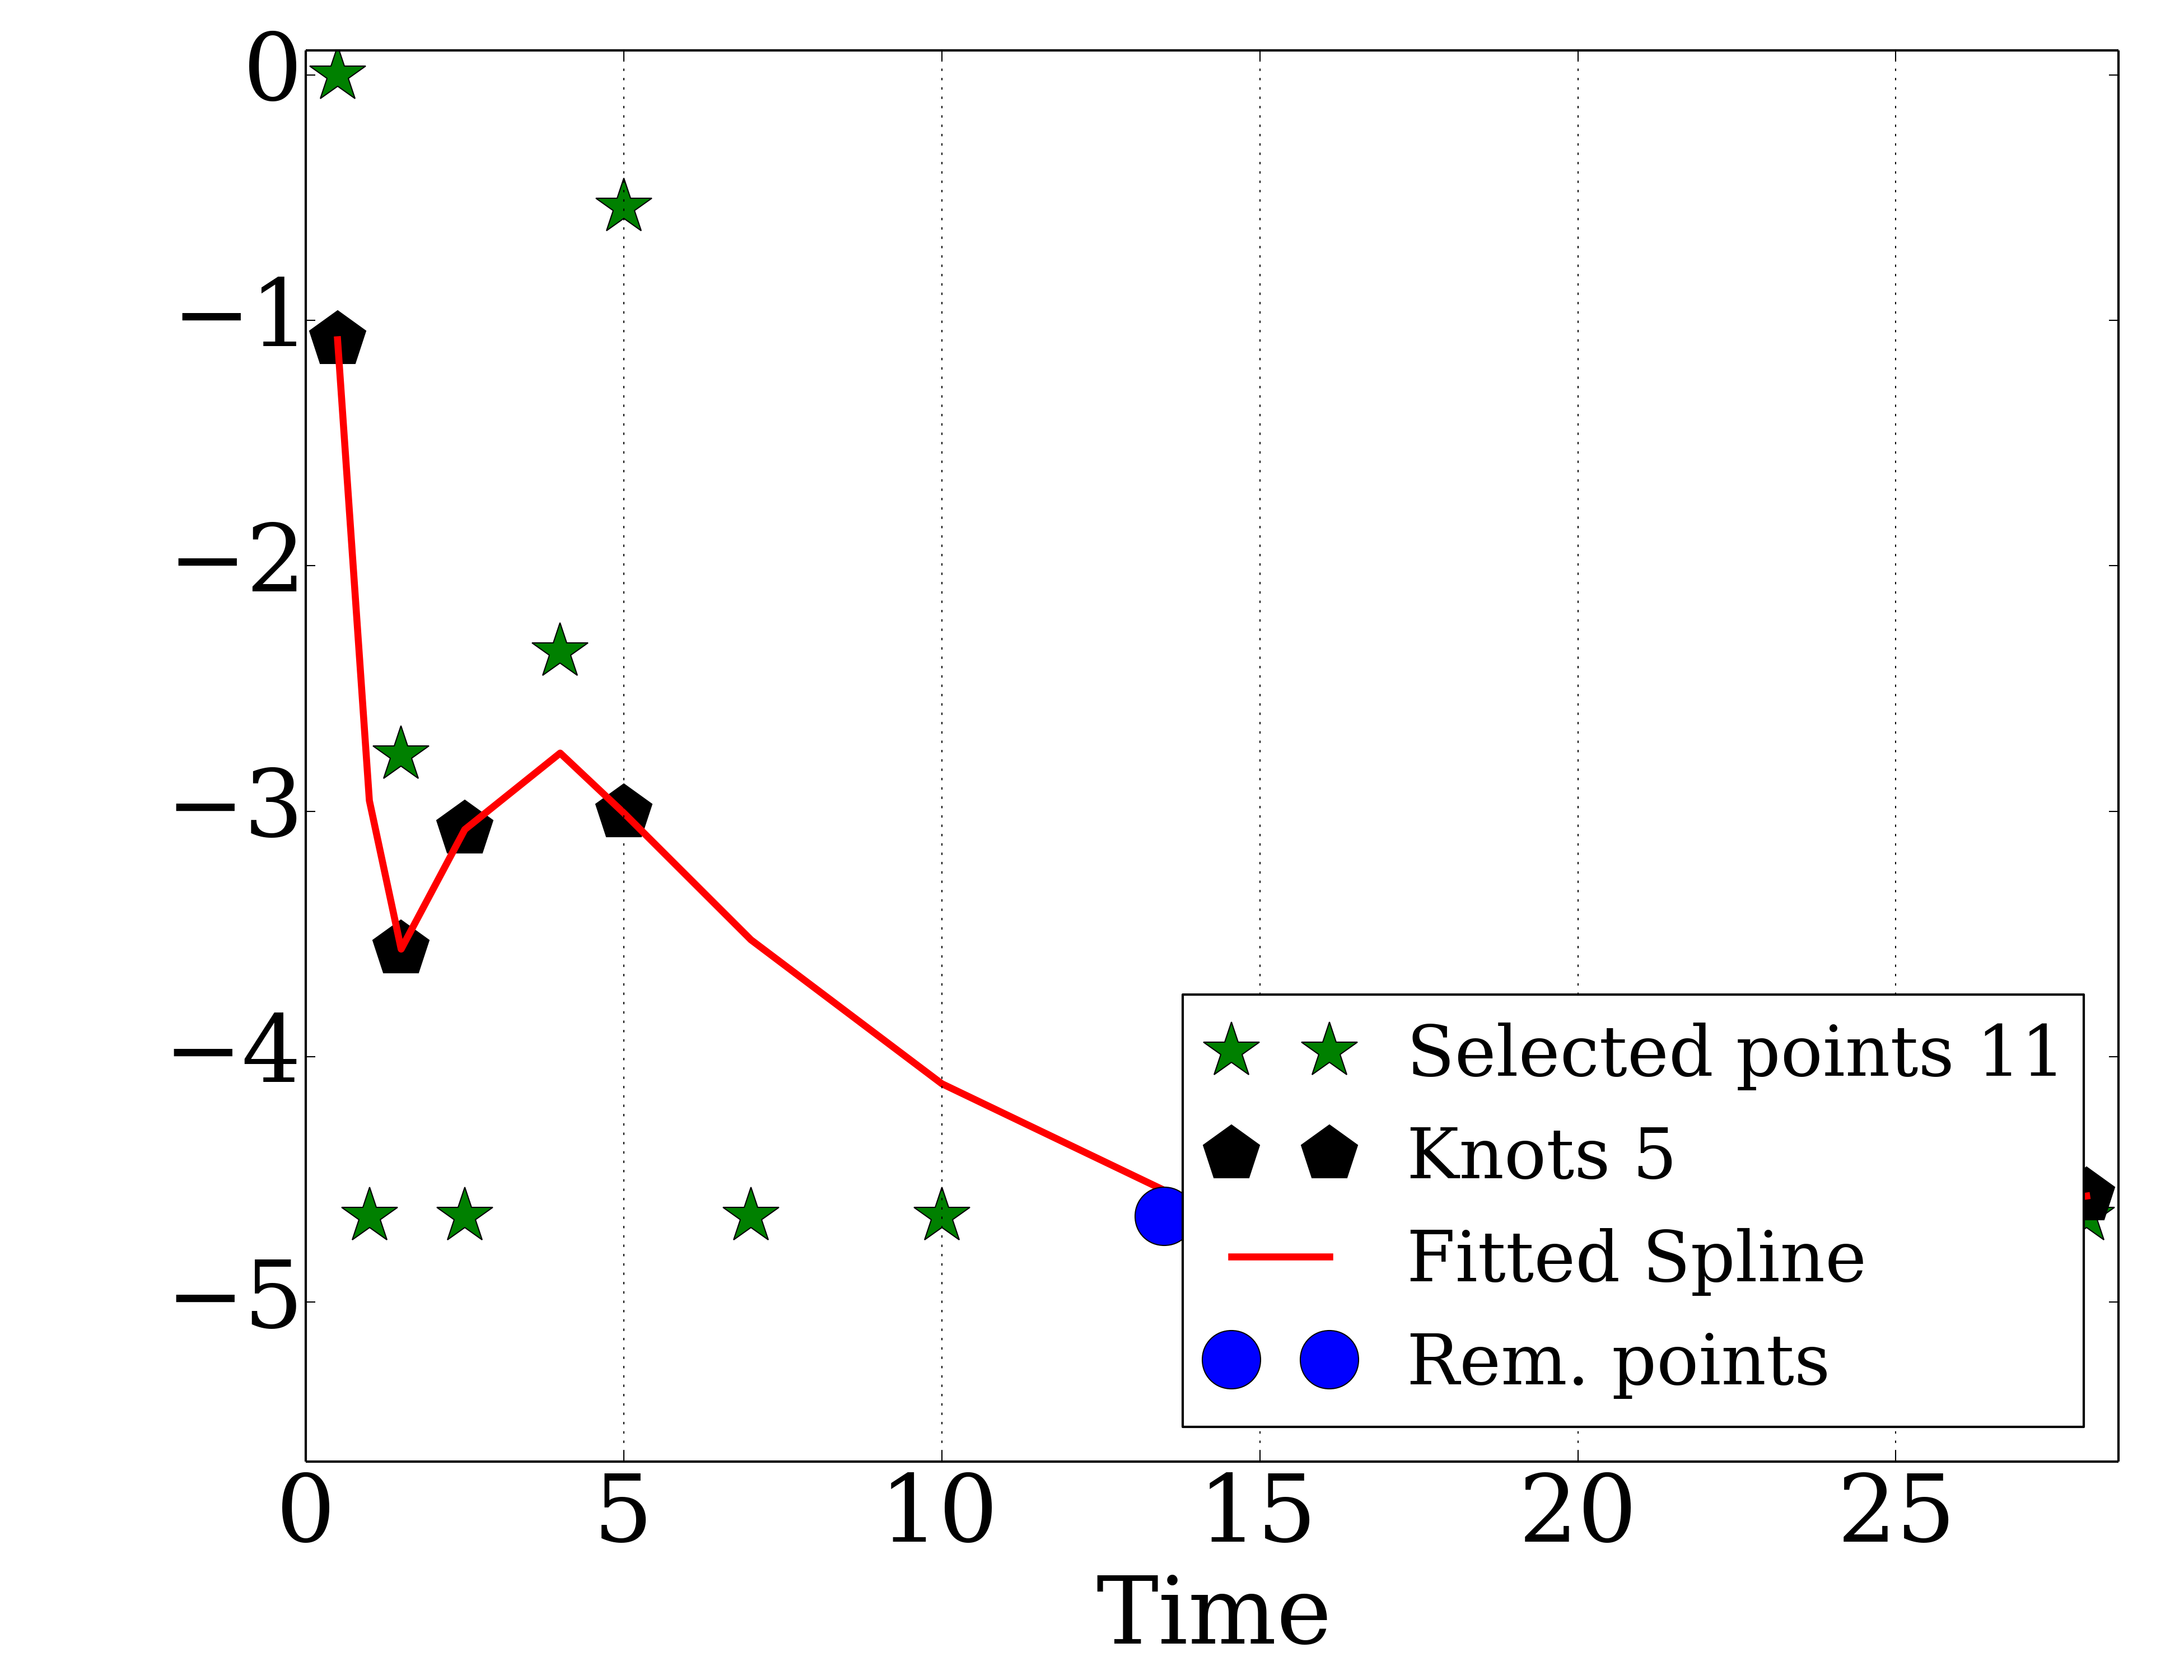 0
−1
−2
−3
−4
−5
Selected points 11
Knots 5
Fitted Spline
Rem. points
0 5 10 15 20 25
Time